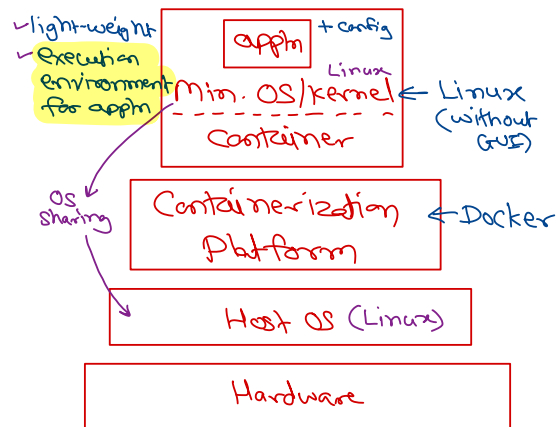 ✓ light-weight
✓ execution
environment
for appln
appln
+ config
Linux
Min. OS/kernel
← Linux
(without
GUI)
Container
OS
sharing
Containerization
Platform
← Docker
Host OS (Linux)
Hardware